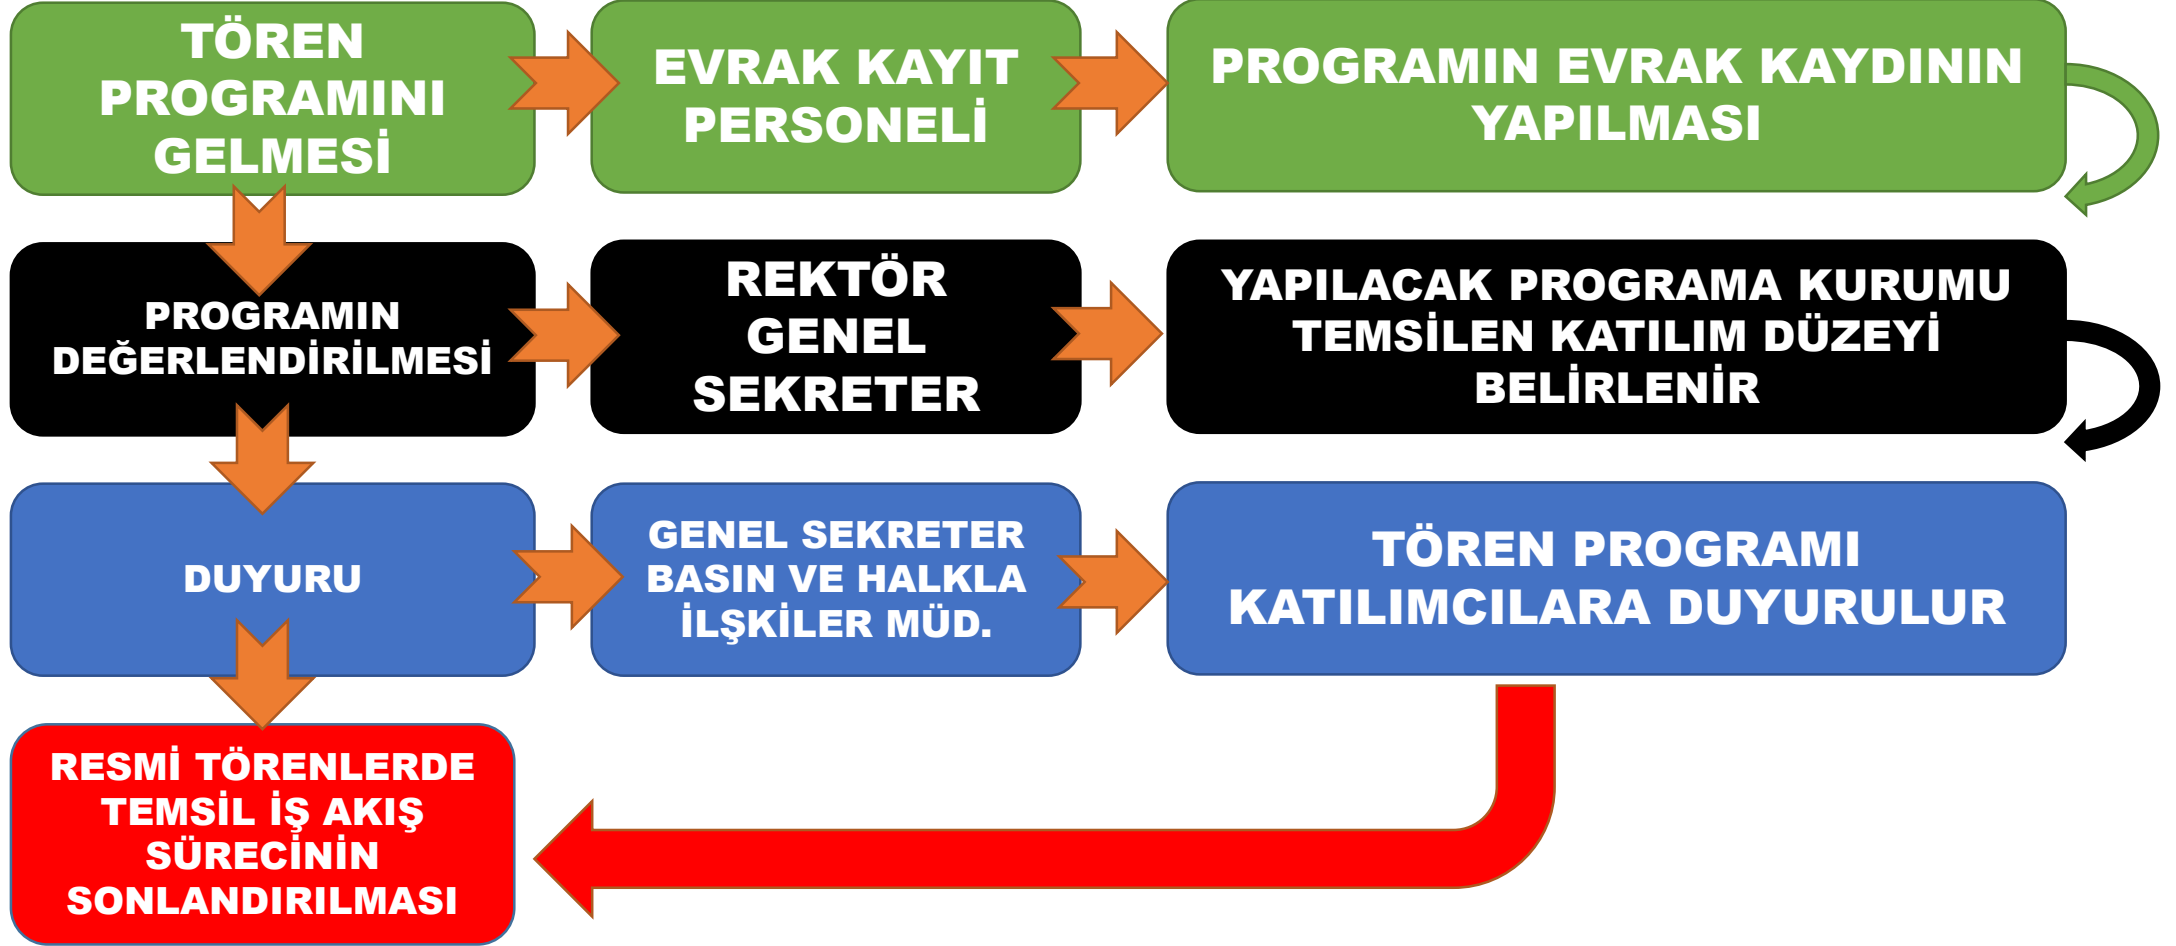 TÖREN
PROGRAMINI
GELMESİ
EVRAK KAYIT
PERSONELİ
PROGRAMIN EVRAK KAYDININ
YAPILMASI
PROGRAMIN
DEĞERLENDİRİLMESİ
REKTÖR
GENEL
SEKRETER
YAPILACAK PROGRAMA KURUMU
TEMSİLEN KATILIM DÜZEYİ
BELİRLENİR
DUYURU
GENEL SEKRETER
BASIN VE HALKLA
İLŞKİLER MÜD.
TÖREN PROGRAMI
KATILIMCILARA DUYURULUR
RESMİ TÖRENLERDE
TEMSİL İŞ AKIŞ
SÜRECİNİN
SONLANDIRILMASI